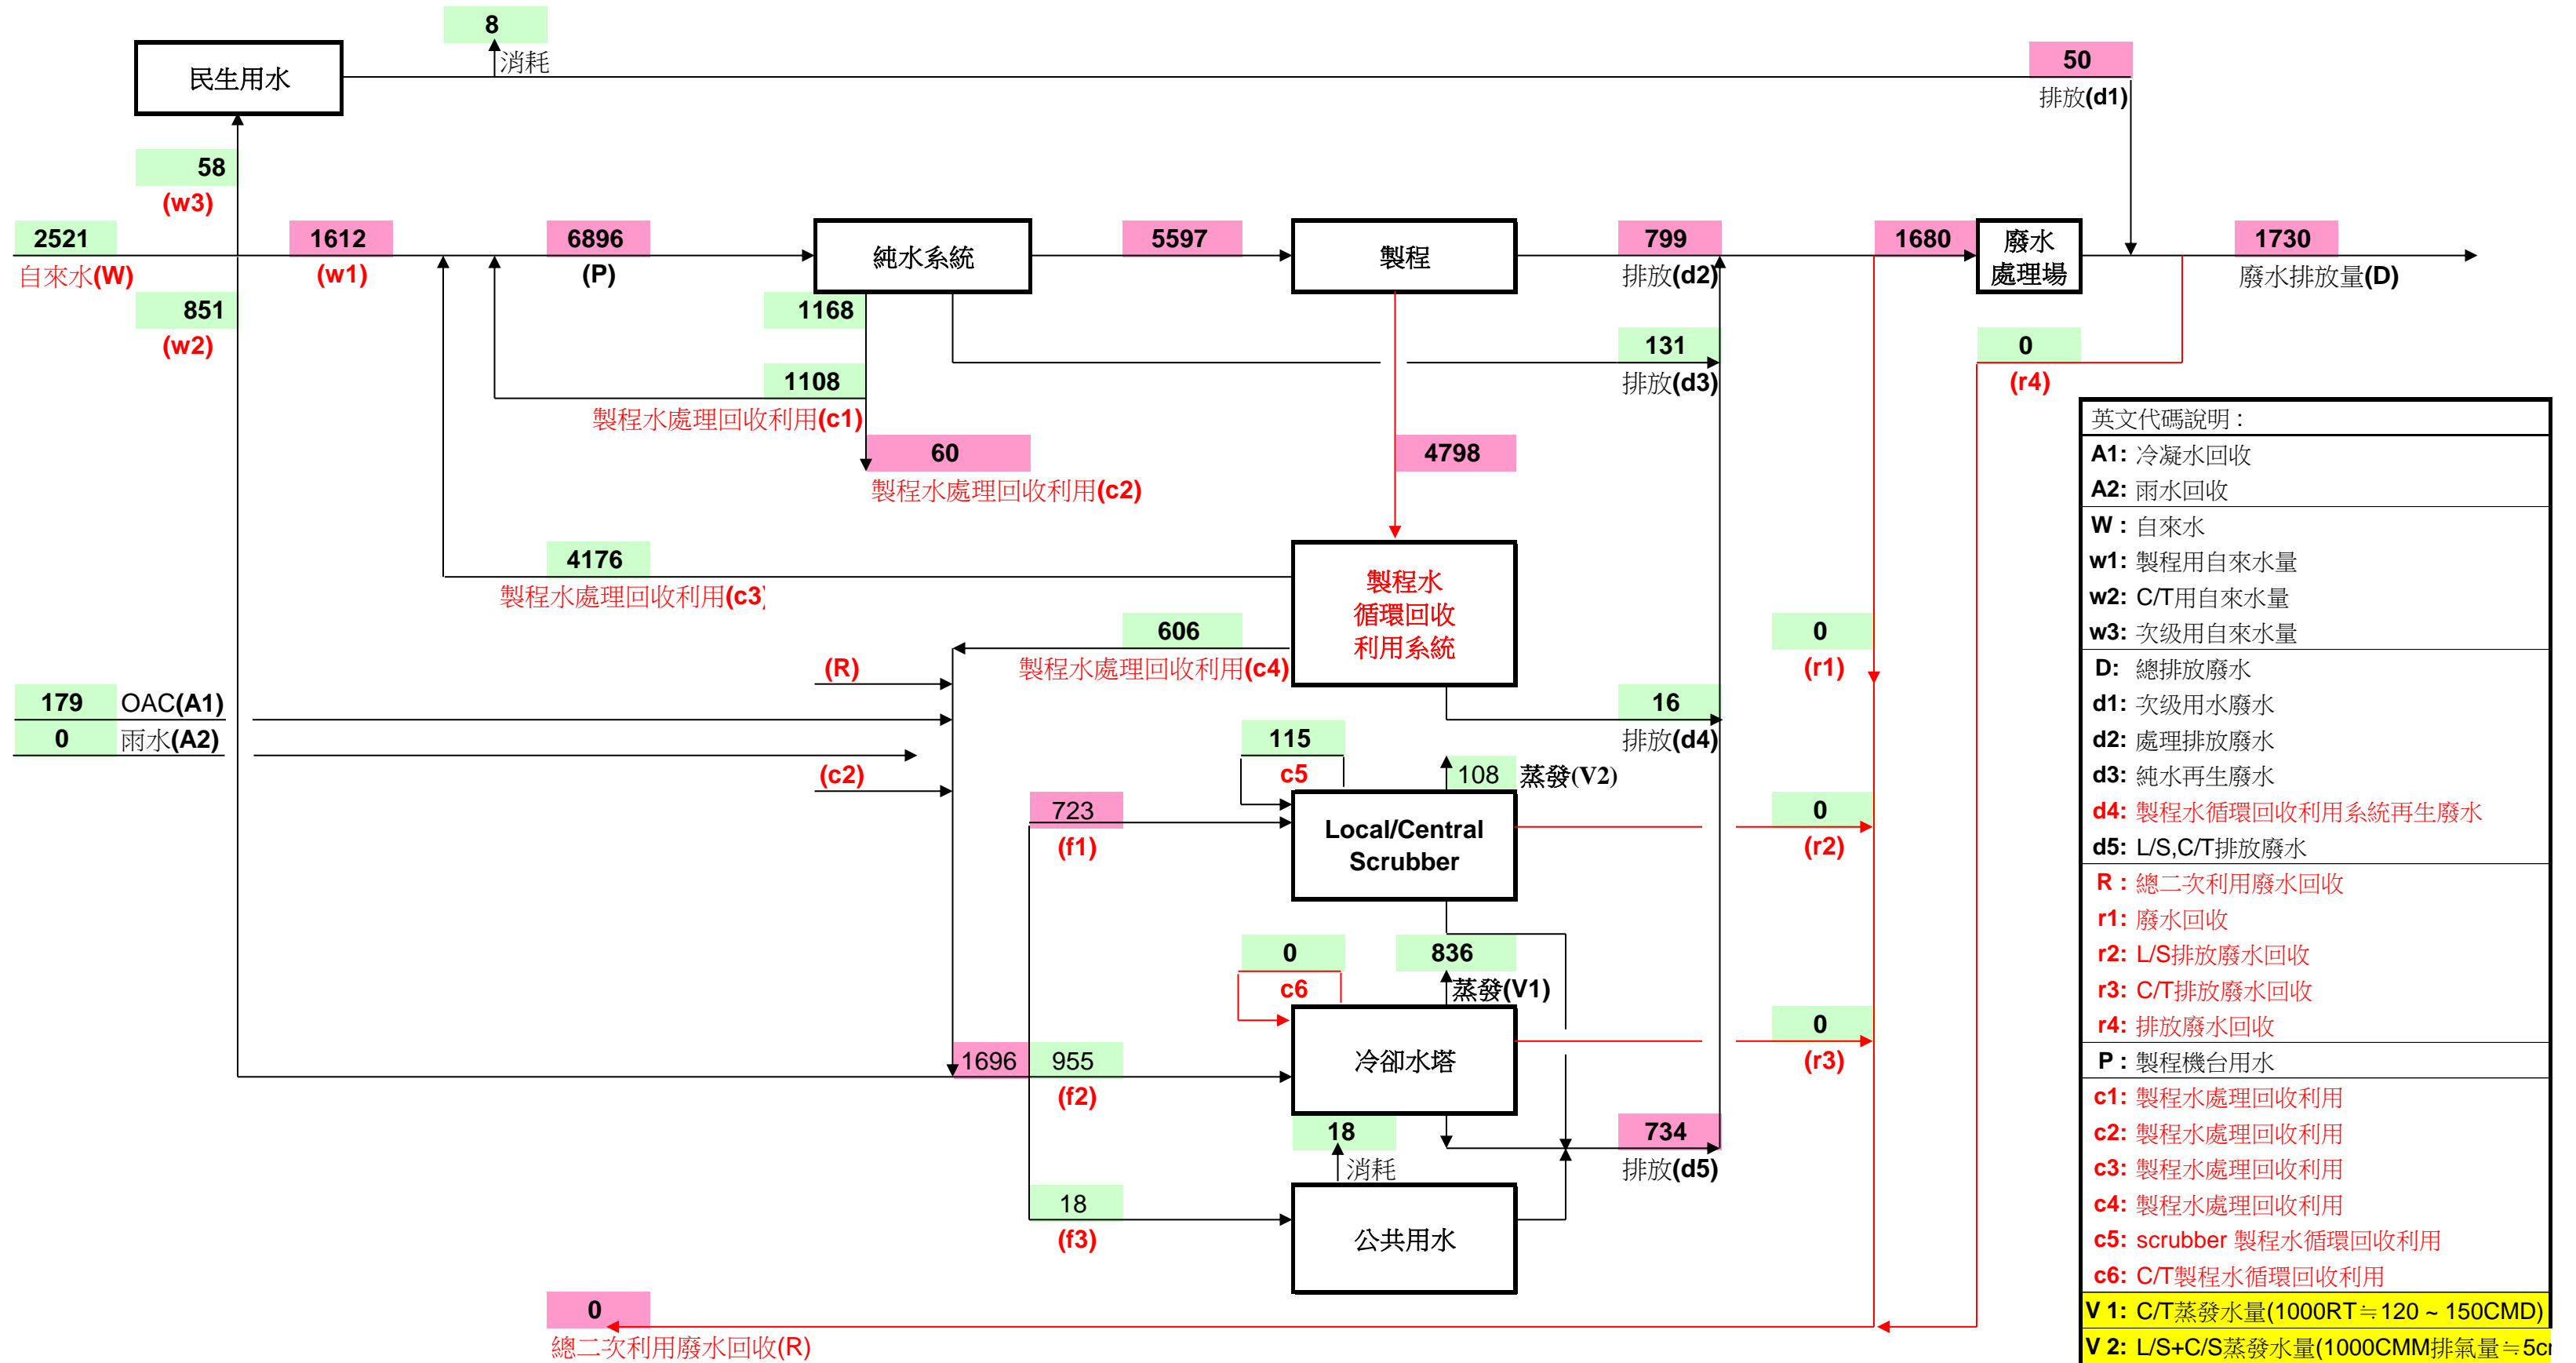 8
消耗
民生用水
50
排放(d1)
58
(w3)
2521
自來水(W)
1612
(w1)
6896
(P)
純水系統
5597
製程
799
排放(d2)
1680
廢水
處理場
1730
廢水排放量(D)
851
(w2)
1168
131
排放(d3)
0
(r4)
1108
製程水處理回收利用(c1)
60
製程水處理回收利用(c2)
4798
4176
製程水處理回收利用(c3)
製程水
循環回收
利用系統
606
製程水處理回收利用(c4)
0
(r1)
(R)
179 OAC(A1)
0 雨水(A2)
16
排放(d4)
(c2)
115
c5
108 蒸發(V2)
723
(f1)
Local/Central
Scrubber
0
(r2)
0
c6
836
蒸發(V1)
冷卻水塔
0
(r3)
1696
955
(f2)
18
消耗
734
排放(d5)
18
(f3)
公共用水
0
總二次利用廢水回收(R)
英文代碼說明：
A1: 冷凝水回收
A2: 雨水回收
W : 自來水
w1: 製程用自來水量
w2: C/T用自來水量
w3: 次级用自來水量
D: 總排放廢水
d1: 次级用水廢水
d2: 處理排放廢水
d3: 純水再生廢水
d4: 製程水循環回收利用系統再生廢水
d5: L/S,C/T排放廢水
R : 總二次利用廢水回收
r1: 廢水回收
r2: L/S排放廢水回收
r3: C/T排放廢水回收
r4: 排放廢水回收
P : 製程機台用水
c1: 製程水處理回收利用
c2: 製程水處理回收利用
c3: 製程水處理回收利用
c4: 製程水處理回收利用
c5: scrubber 製程水循環回收利用
c6: C/T製程水循環回收利用
V 1: C/T蒸發水量(1000RT≒120 ~ 150CMD)
V 2: L/S+C/S蒸發水量(1000CMM排氣量≒5c